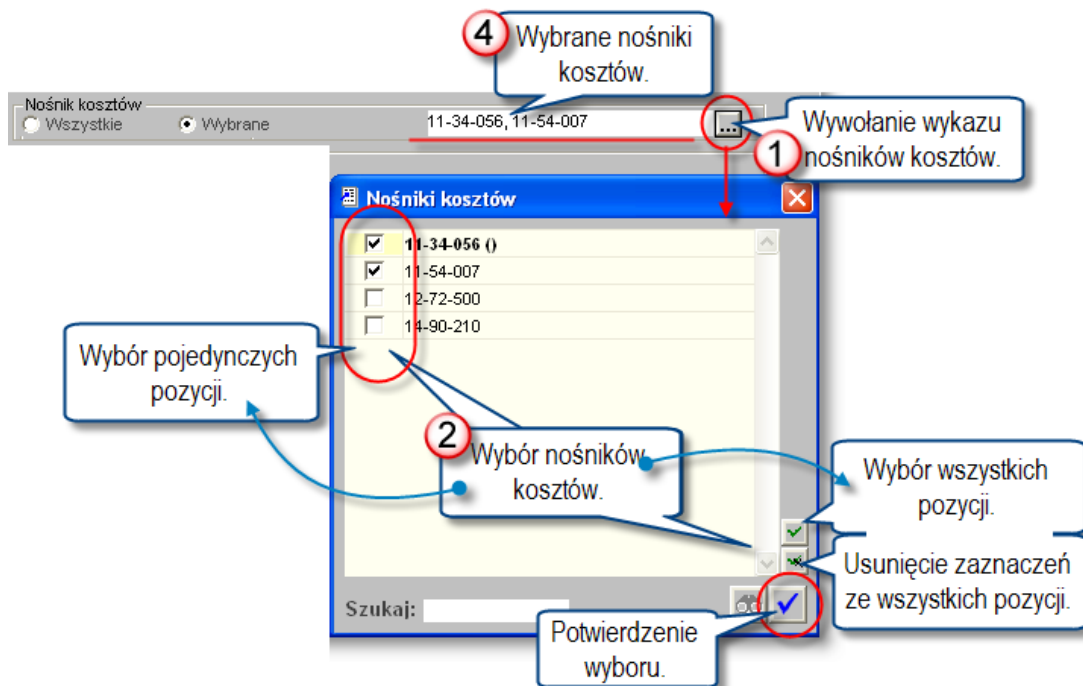 4 Wybrane nośniki
kosztów.
Nośnik kosztów
Wszystkie Wybrane 11-34-056, 11-54-007 ...
Wywołanie wykazu
1 nośników kosztów.
Nośniki kosztów
11-34-056 ()
11-54-007
12-72-500
14-90-210
Wybór pojedynczych
pozycji.
2 Wybór nośników
kosztów.
Wybór wszystkich
pozycji.
Usunięcie zaznaczeń
ze wszystkich pozycji.
Szukaj:
Potwierdzenie
wyboru.